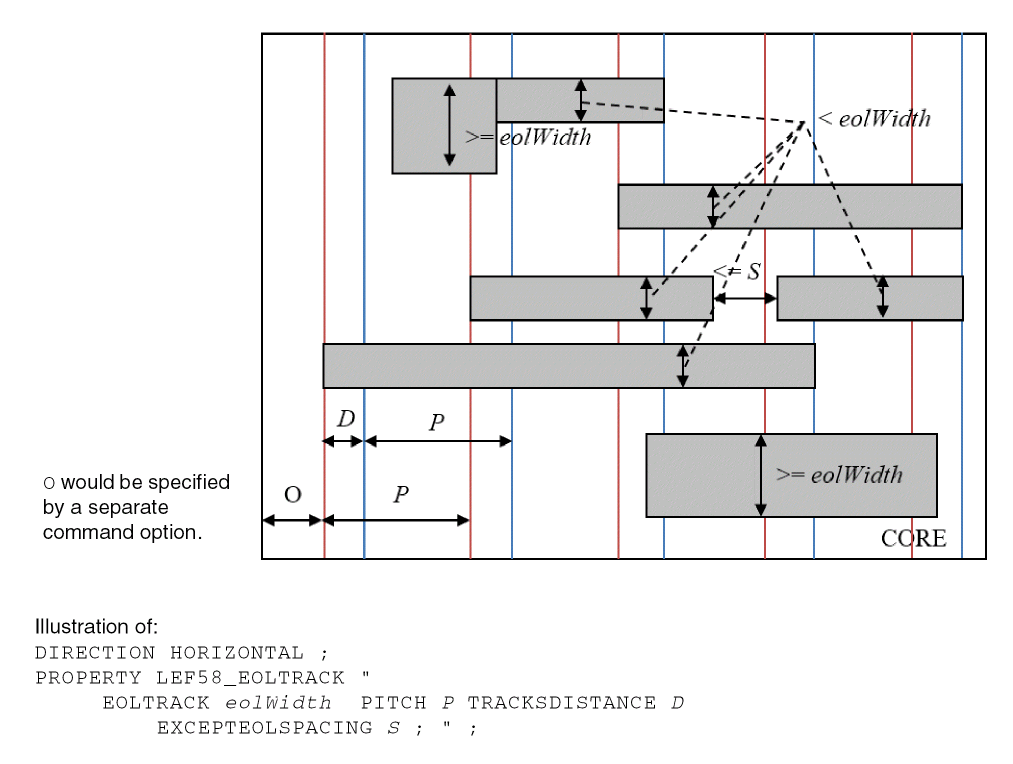 < eolWidth
>= eolWidth
<= S
D
P
>= eolWidth
O
P
CORE
O would be specified
by a separate
command option.
Illustration of:
DIRECTION HORIZONTAL ;
PROPERTY LEF58_EOLTRACK "
EOLTRACK eolWidth PITCH P TRACKSDISTANCE D
EXCEPTEOLSPACING S ; " ;